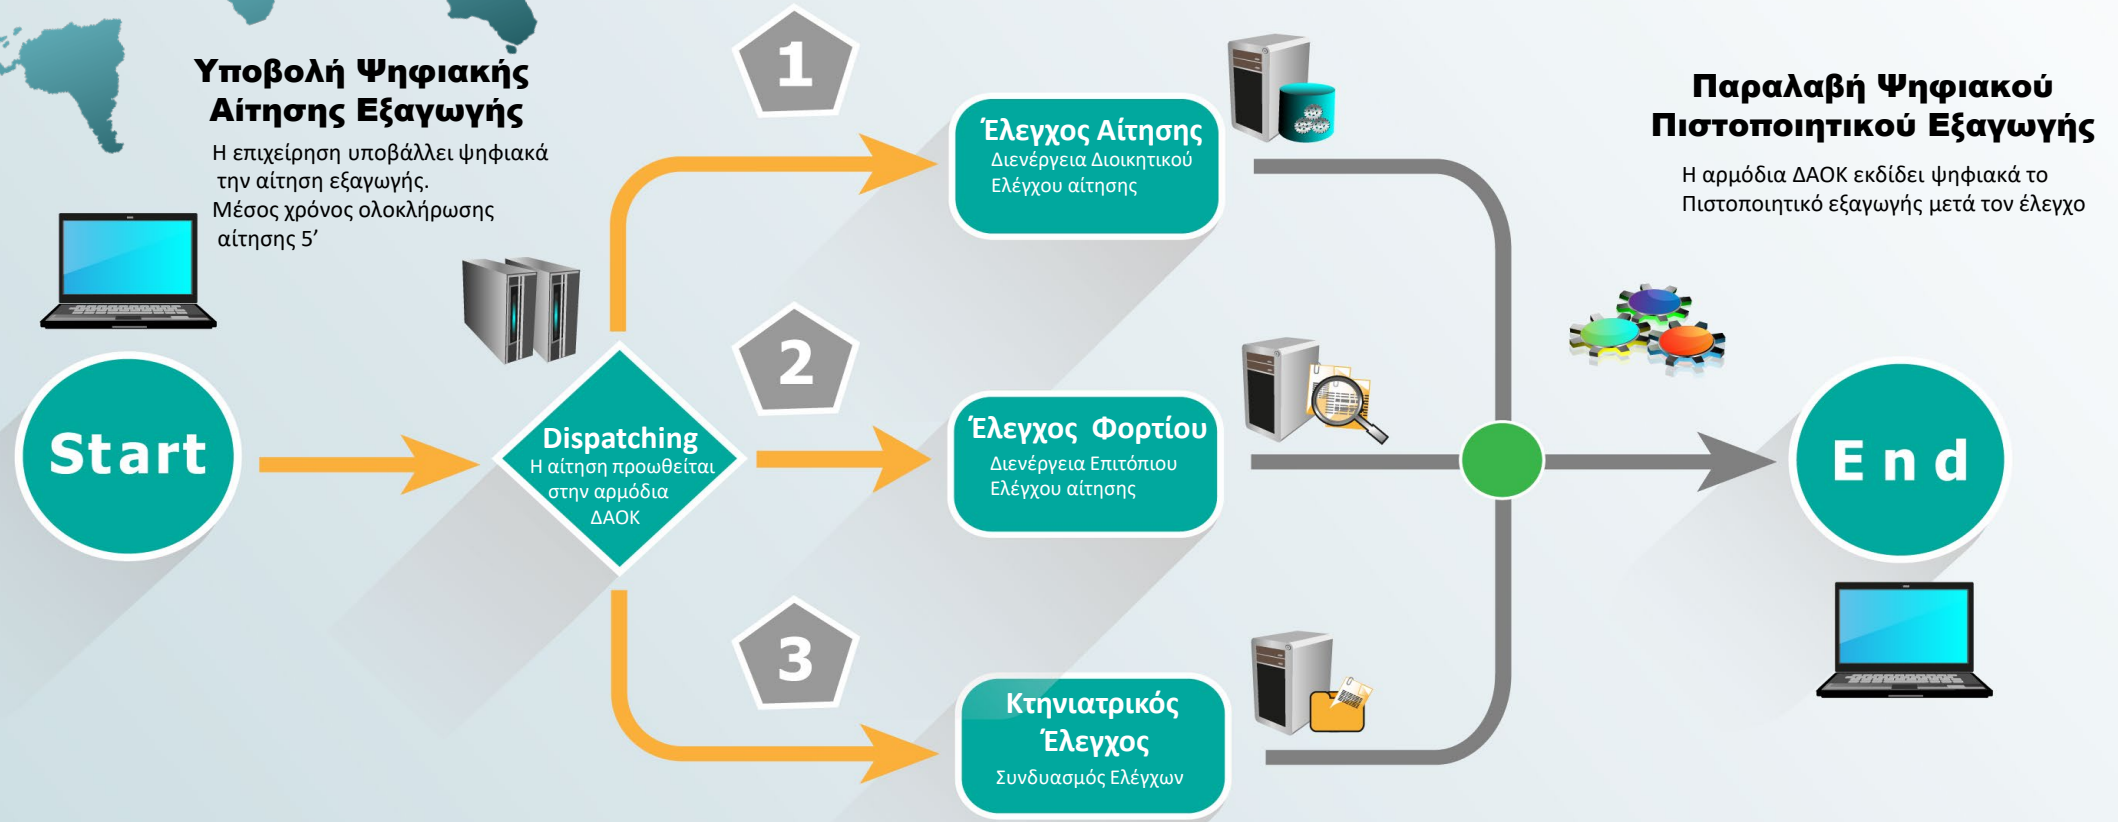 Υποβολή Ψηφιακής
Αίτησης Εξαγωγής
Η επιχείρηση υποβάλλει ψηφιακά
την αίτηση εξαγωγής.
Μέσος χρόνος ολοκλήρωσης
αίτησης 5’
Start
Dispatching
Η αίτηση προωθείται
στην αρμόδια
ΔΑΟΚ
1
Έλεγχος Αίτησης
Διενέργεια Διοικητικού
Ελέγχου αίτησης
2
Έλεγχος Φορτίου
Διενέργεια Επιτόπιου
Ελέγχου αίτησης
3
Κτηνιατρικός
Έλεγχος
Συνδυασμός Ελέγχων
Παραλαβή Ψηφιακού
Πιστοποιητικού Εξαγωγής
Η αρμόδια ΔΑΟΚ εκδίδει ψηφιακά το
Πιστοποιητικό εξαγωγής μετά τον έλεγχο
End